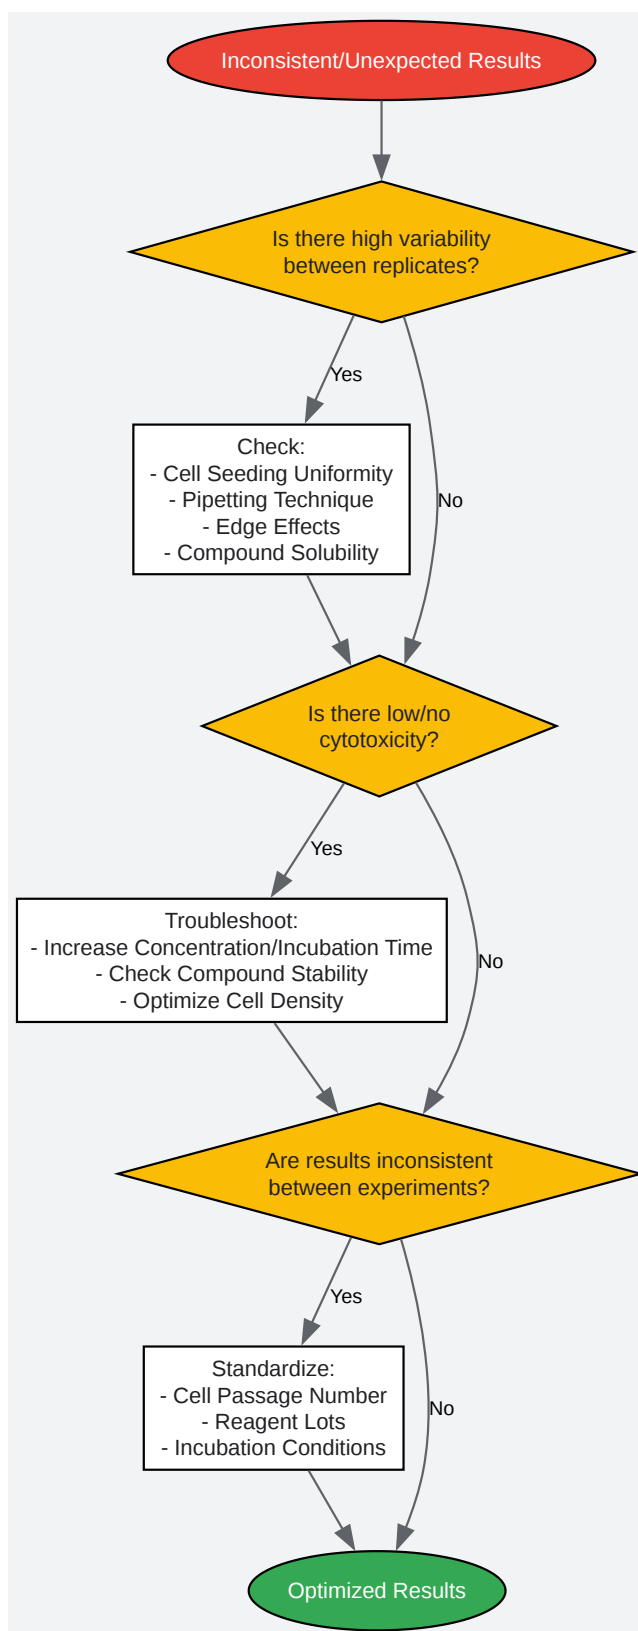 Inconsistent/Unexpected Results
Is there high variability
between replicates?
Yes
Check:
- Cell Seeding Uniformity
- Pipetting Technique
- Edge Effects
- Compound Solubility
No
Is there low/no
cytotoxicity?
Yes
Troubleshoot:
- Increase Concentration/Incubation Time
- Check Compound Stability
- Optimize Cell Density
No
Are results inconsistent
between experiments?
Yes
Standardize:
- Cell Passage Number
- Reagent Lots
- Incubation Conditions
No
Optimized Results